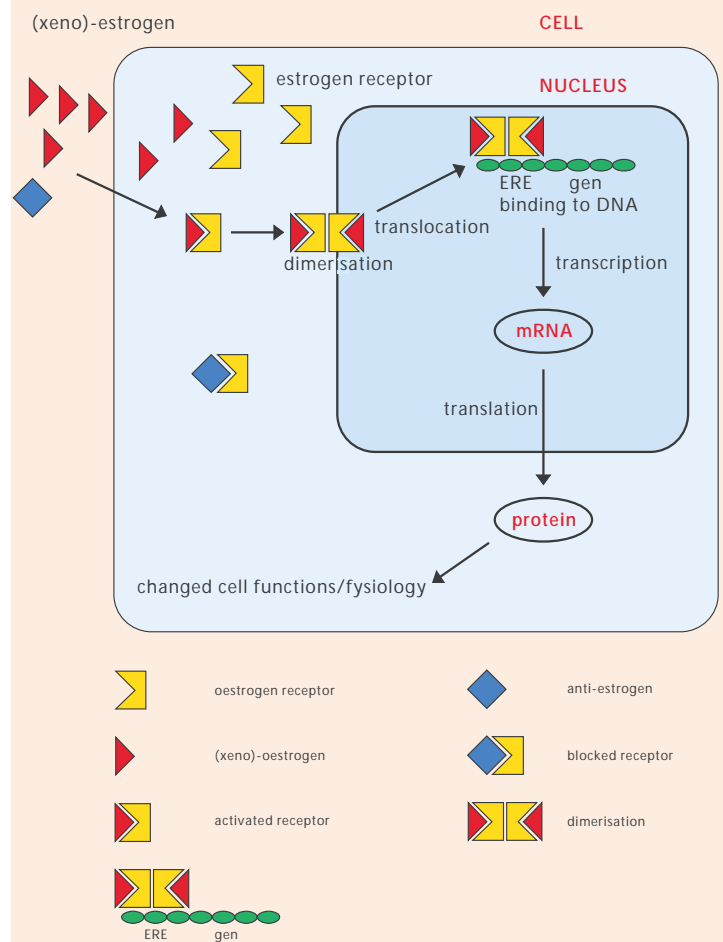 (xeno)-estrogen
CELL
estrogen receptor
NUCLEUS
ERE gen
binding to DNA
translocation
dimerisation
transcription
mRNA
translation
protein
changed cell functions/fysiology
oestrogen receptor
anti-estrogen
(xeno)-oestrogen
blocked receptor
activated receptor
dimerisation
ERE gen